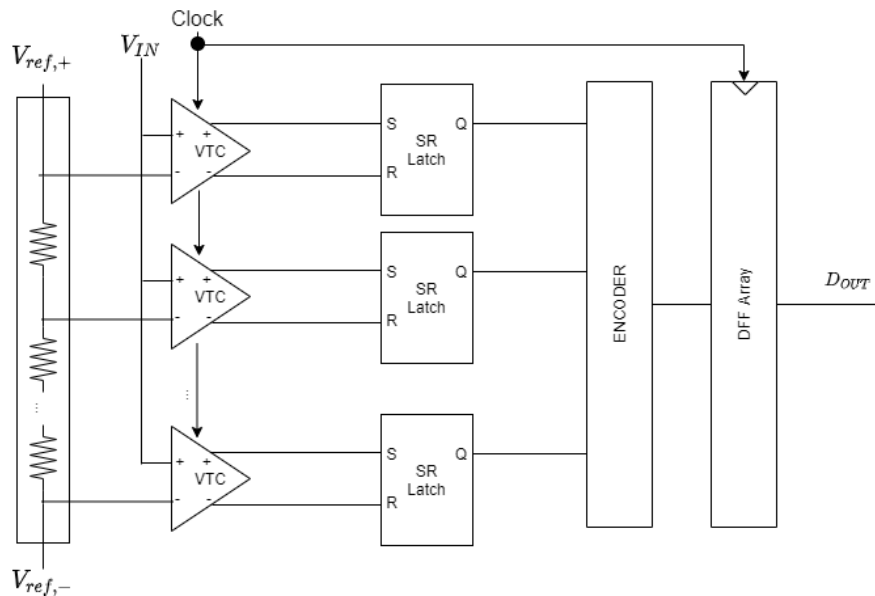 Clock
V_{ref,+}
V_{IN}
+ + VTC - -
S Q
SR
Latch
R
+ + VTC - -
S Q
SR
Latch
R
...
...
+ + VTC - -
S Q
SR
Latch
R
ENCODER
DFF Array
D_{OUT}
V_{ref,-}